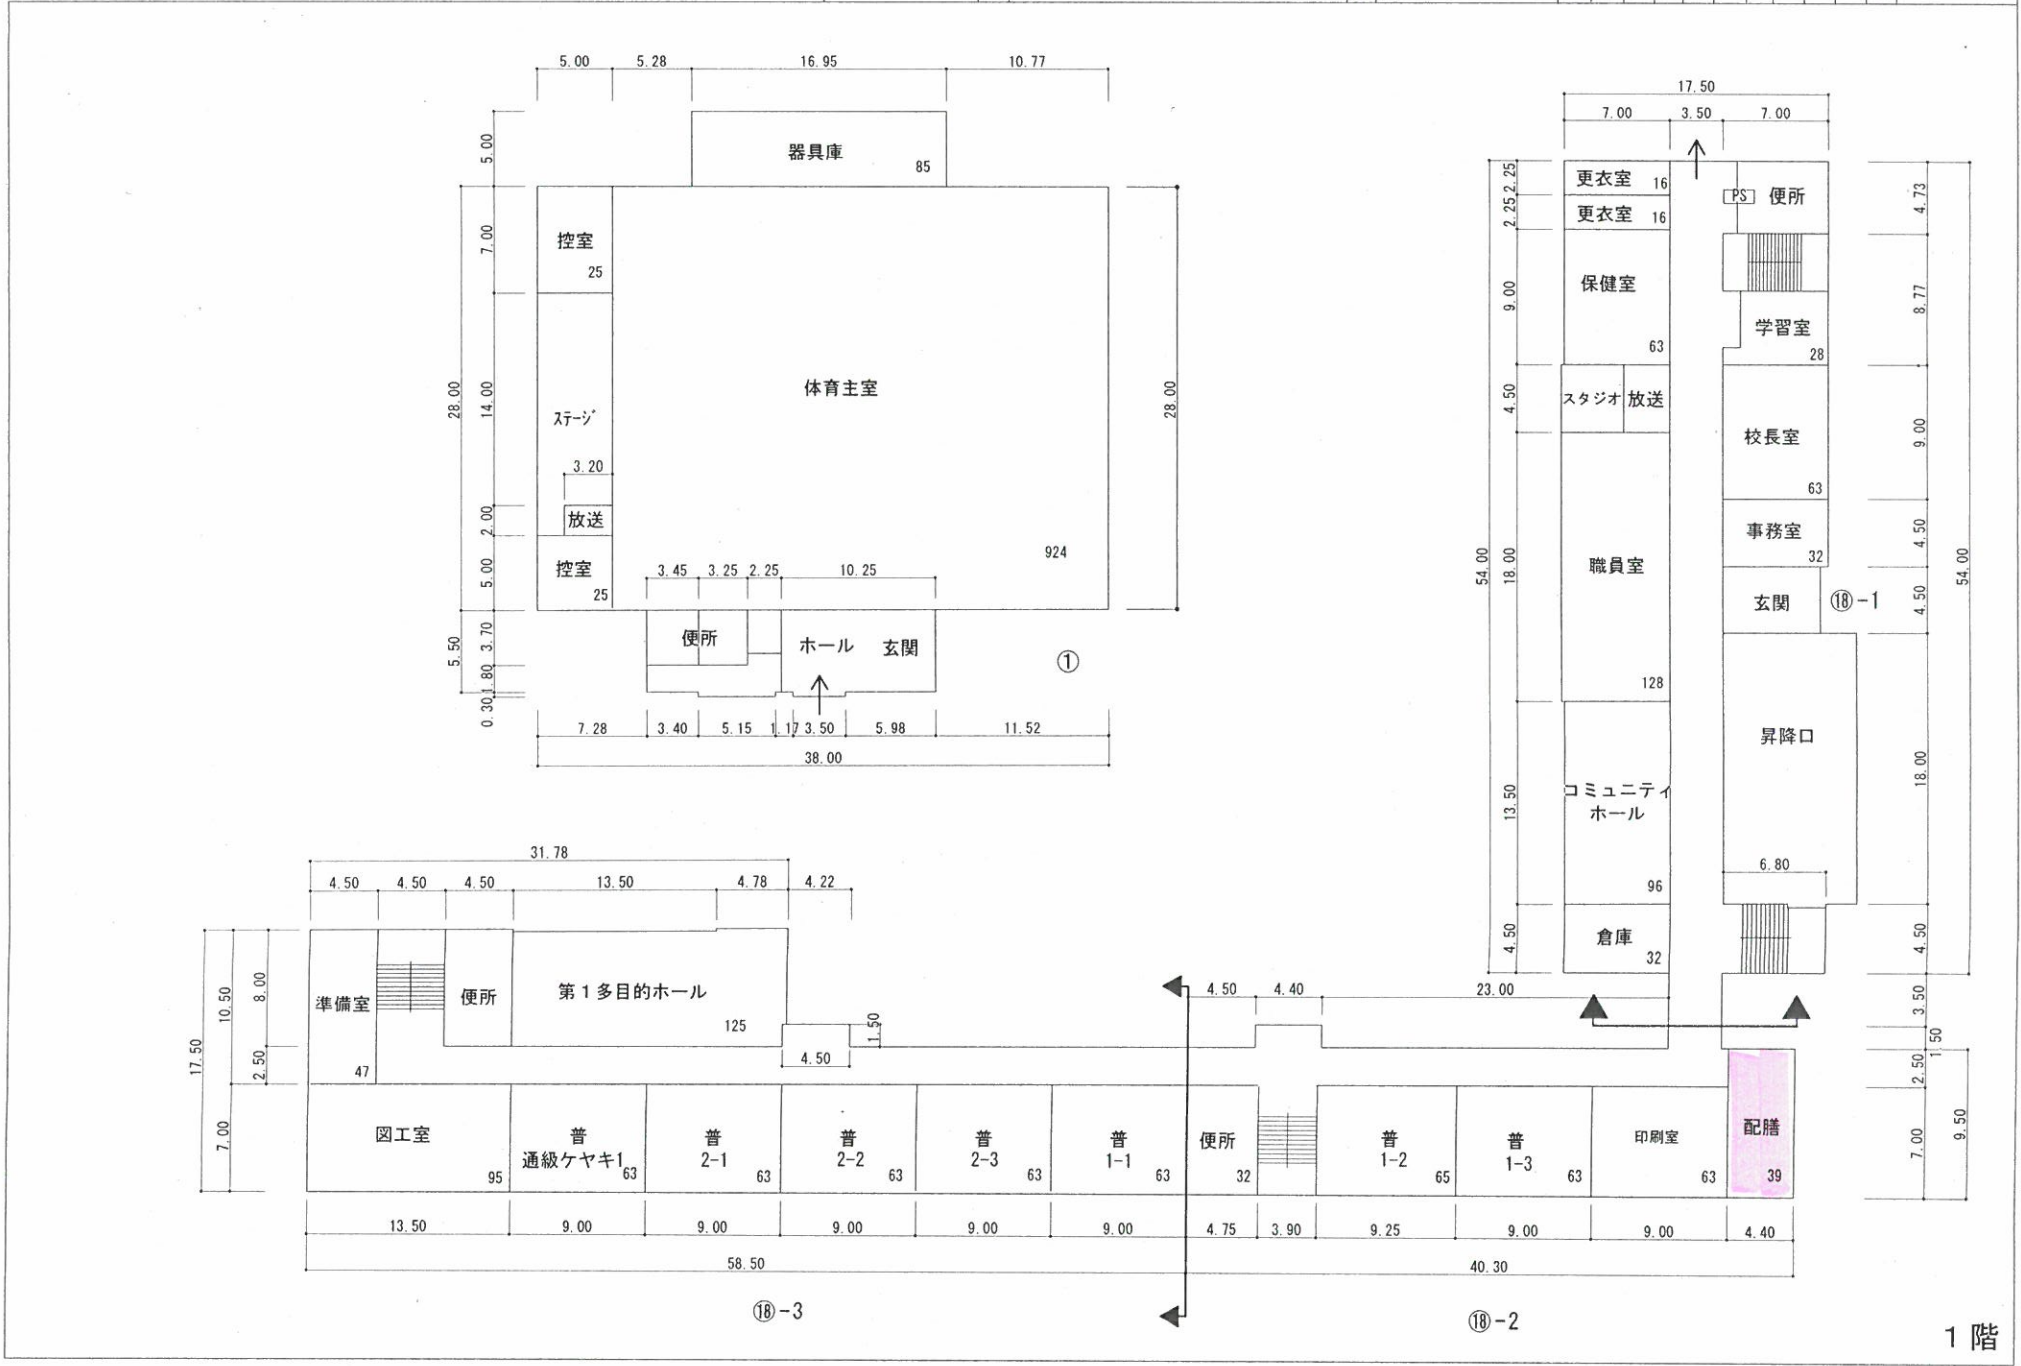 5.00 5.28 16.95 10.77
5.00
器具庫
85
28.00
7.00
14.00
2.00
5.00
控室
25
ステージ
3.20
放送
控室
25
体育主室
924
28.00
3.45 3.25 2.25 10.25
5.50
3.70
1.80
0.30
便所
ホール 玄関
①
7.28 3.40 5.15 1.17 3.50 5.98 11.52
38.00
17.50
7.00 3.50 7.00
2.25
2.25
9.00
4.50
54.00
18.00
13.50
4.50
更衣室 16
更衣室 16
保健室
63
スタジオ 放送
職員室
128
コミュニティ
ホール
96
倉庫
32
PS 便所
学習室
28
校長室
63
事務室
32
玄関
⑱-1
昇降口
6.80
4.73
8.77
9.00
4.50
4.50
54.00
18.00
4.50
3.50
1.50
2.50
7.00
9.50
31.78
4.50 4.50 4.50 13.50 4.78 4.22
17.50
10.50
8.00
2.50
7.00
準備室
47
便所
第1多目的ホール
125
1.50
4.50
4.50 4.40 23.00
図工室
95
普
通級ケヤキ1
63
普
2-1
63
普
2-2
63
普
2-3
63
普
1-1
63
便所
32
普
1-2
65
普
1-3
63
印刷室
63
配膳
39
13.50 9.00 9.00 9.00 9.00 9.00 4.75 3.90 9.25 9.00 9.00 4.40
58.50 40.30
⑱-3 ⑱-2
1階